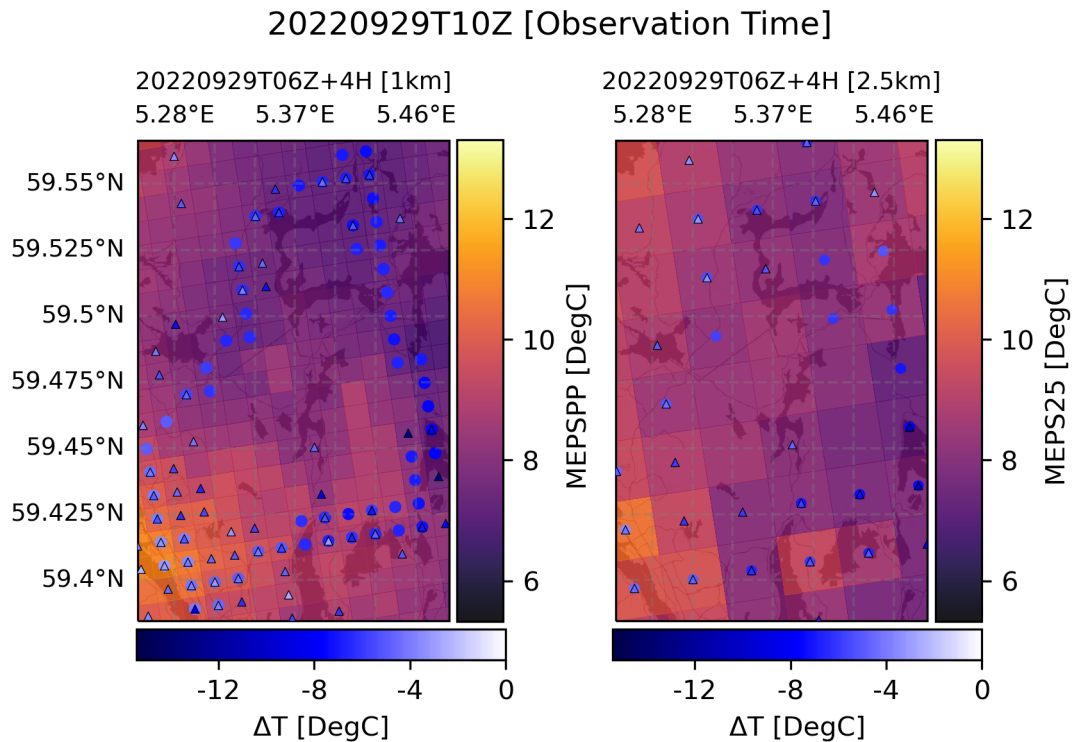 20220929T10Z [Observation Time]
20220929T06Z+4H [1km]
20220929T06Z+4H [2.5km]
5.28°E 5.37°E 5.46°E
5.28°E 5.37°E 5.46°E
59.55°N
59.525°N
59.5°N
59.475°N
59.45°N
59.425°N
59.4°N
12
10
8
6
MEPSPP [DegC]
12
10
8
6
MEPS25 [DegC]
-12 -8 -4 0
ΔT [DegC]
-12 -8 -4 0
ΔT [DegC]